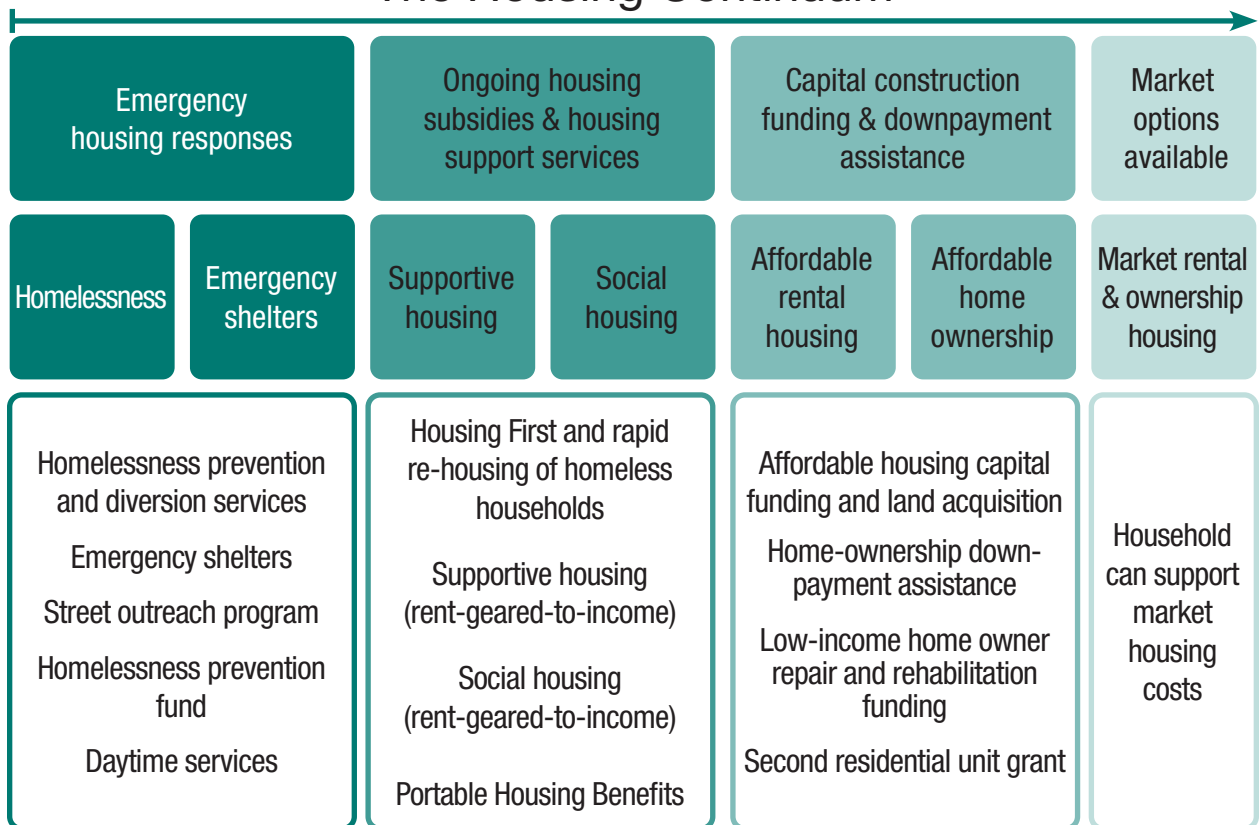 The Housing Continuum
Emergency
housing responses
Ongoing housing
subsidies & housing
support services
Capital construction
funding & downpayment
assistance
Market
options
available
Homelessness
Emergency
shelters
Supportive
housing
Social
housing
Affordable
rental
housing
Affordable
home
ownership
Market rental
& ownership
housing
Homelessness prevention
and diversion services
Emergency shelters
Street outreach program
Homelessness prevention
fund
Daytime services
Housing First and rapid
re-housing of homeless
households
Supportive housing
(rent-geared-to-income)
Social housing
(rent-geared-to-income)
Portable Housing Benefits
Affordable housing capital
funding and land acquisition
Home-ownership down-
payment assistance
Low-income home owner
repair and rehabilitation
funding
Second residential unit grant
Household
can support
market
housing
costs